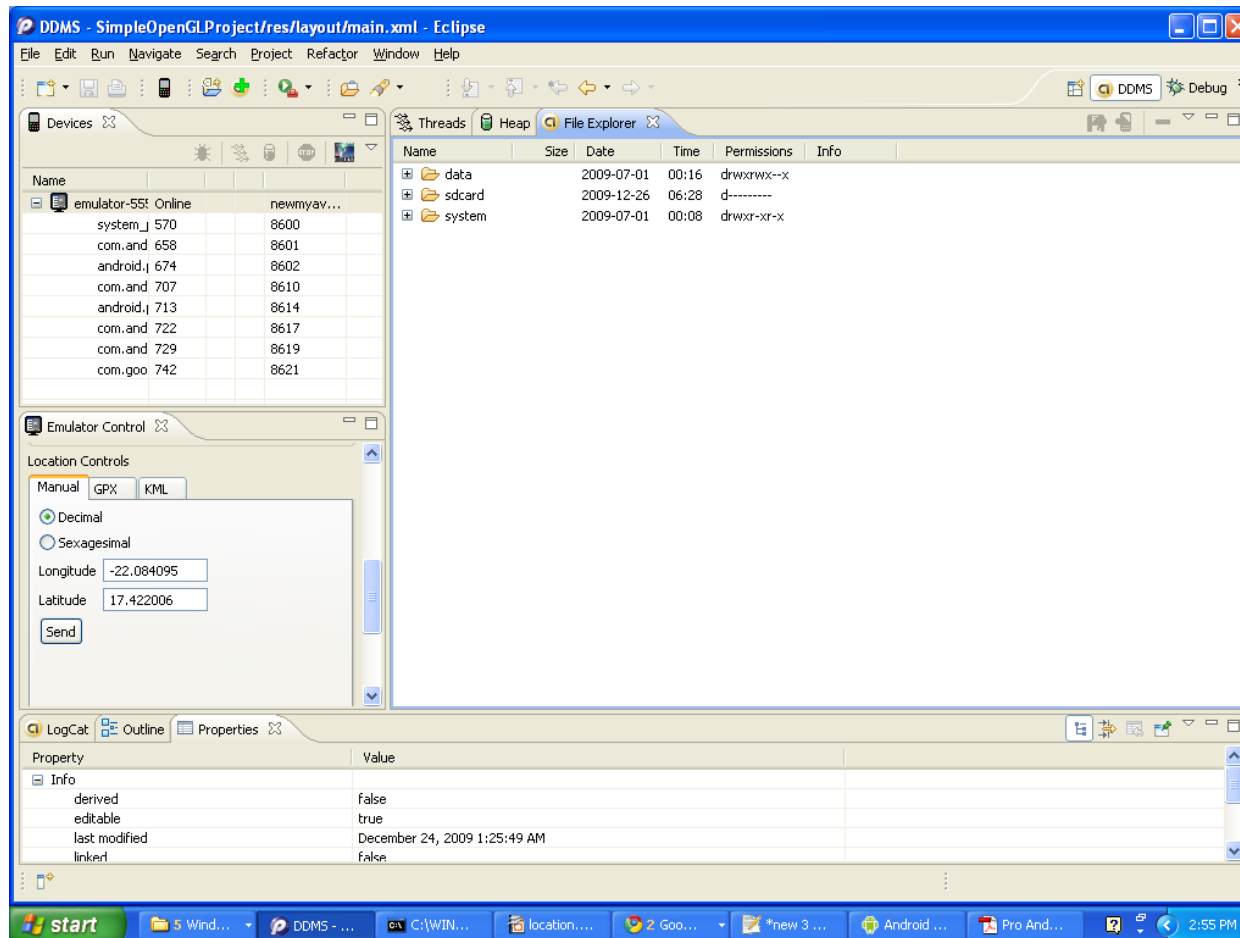 DDMS - SimpleOpenGLProject/res/layout/main.xml - Eclipse
File Edit Run Navigate Search Project Refactor Window Help
DDMS Debug
Devices
Name
emulator-555 Online newmyav...
system_p 570 8600
com.and 658 8601
android.p 674 8602
com.and 707 8610
android.p 713 8614
com.and 722 8617
com.and 729 8619
com.goo 742 8621
Threads Heap File Explorer
Name Size Date Time Permissions Info
data 2009-07-01 00:16 drwxrwx--x
sdcard 2009-12-26 06:28 d---------
system 2009-07-01 00:08 drwxr-xr-x
Emulator Control
Location Controls
Manual GPX KML
Decimal
Sexagesimal
Longitude -22.084095
Latitude 17.422006
Send
LogCat Outline Properties
Property Value
Info
derived false
editable true
last modified December 24, 2009 1:25:49 AM
linked false
start 5 Wind... DDMS - ... C:\WIN... location.... 2 Goo... *new 3 ... Android ... Pro And... 2:55 PM